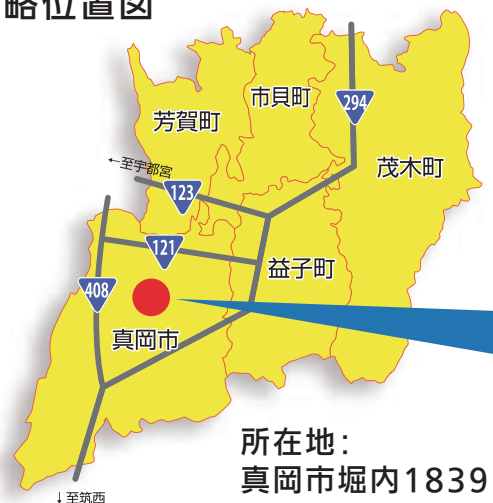 略位置図
市貝町
294
芳賀町
茂木町
←至宇都宮
123
121
益子町
408
真岡市
所在地:
真岡市堀内1839
↓至筑西